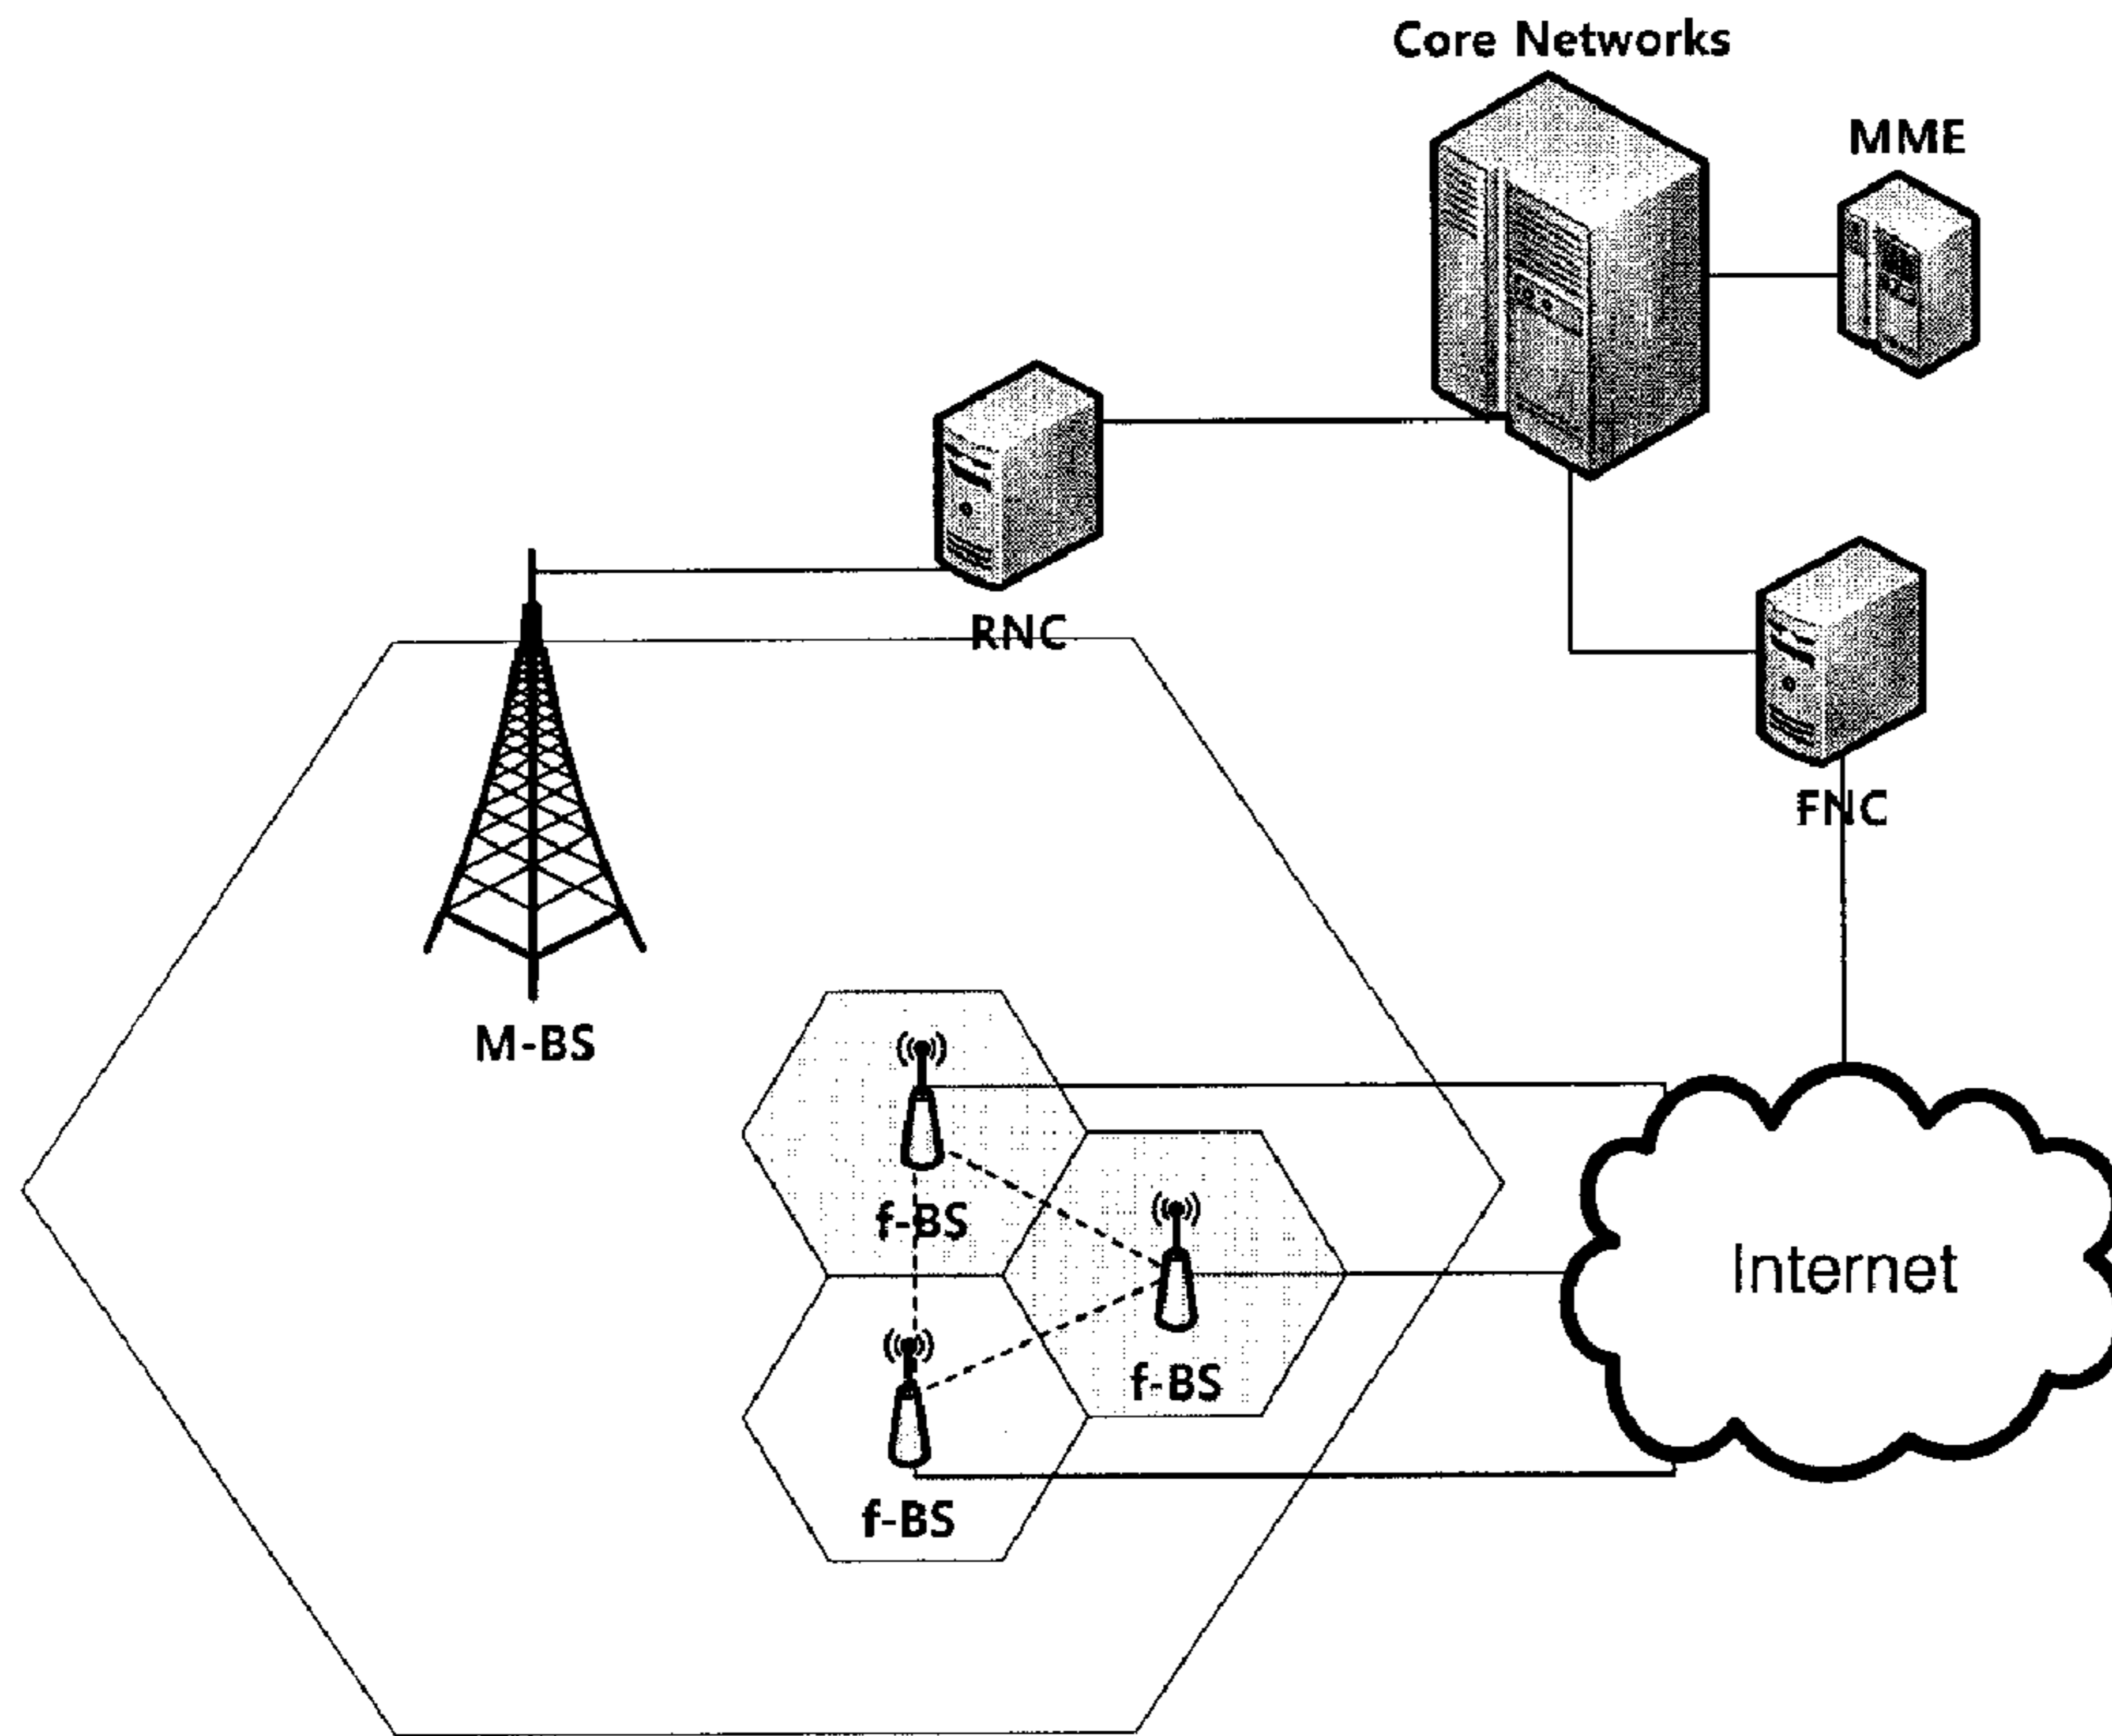 Core Networks
MME
RNC
FNC
M-BS
f-BS
f-BS
Internet
f-BS